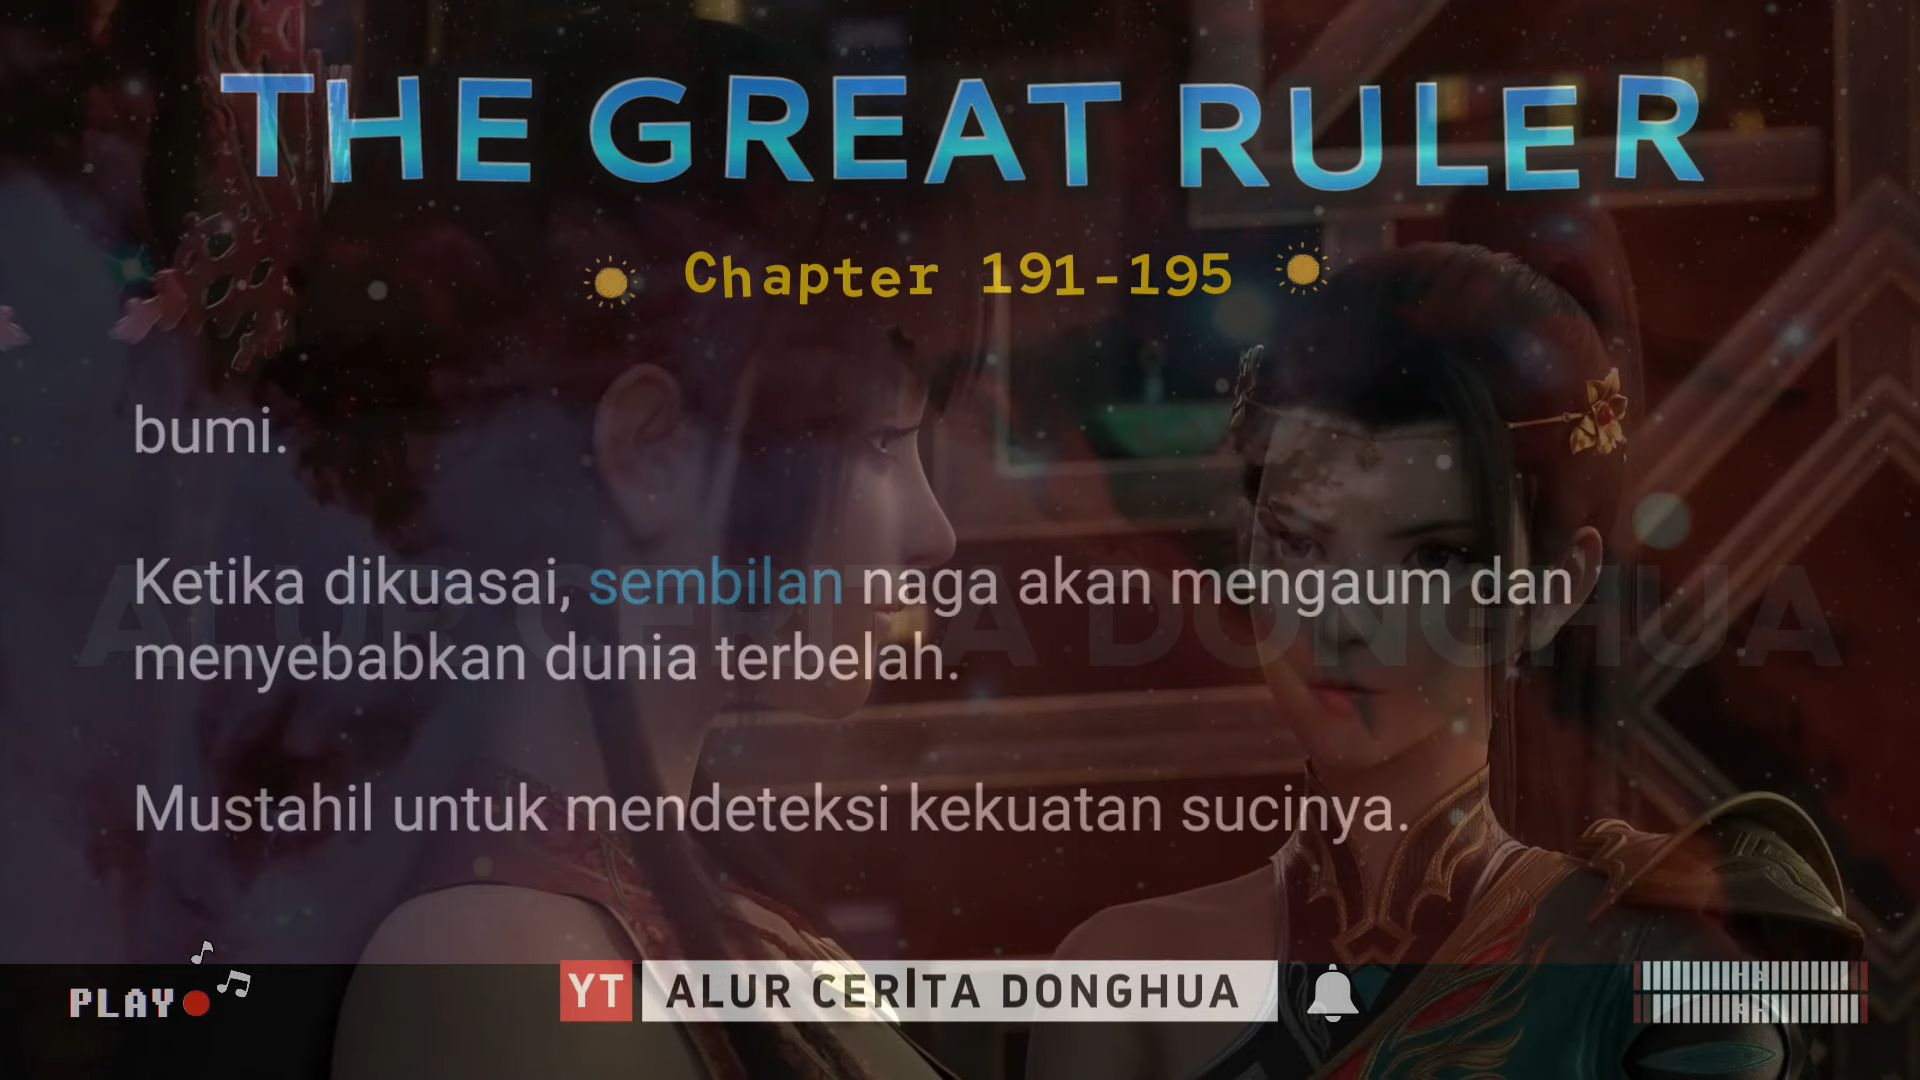 THE GREAT RULER
Chapter 191-195
bumi.
Ketika dikuasai, sembilan naga akan mengaum dan
menyebabkan dunia terbelah.
ALUR CERITA DONGHUA
Mustahil untuk mendeteksi kekuatan sucinya.
PLAY
YT ALUR CERITA DONGHUA